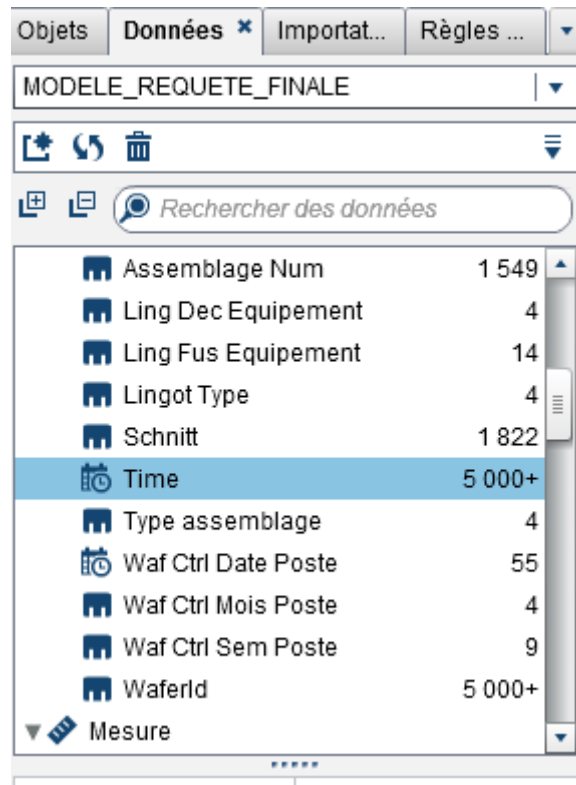 Objets Données Importat... Règles ...
MODELE_REQUETE_FINALE
Rechercher des données
Assemblage Num 1 549
Ling Dec Equipement 4
Ling Fus Equipement 14
Lingot Type 4
Schnitt 1 822
Time 5 000+
Type assemblage 4
Waf Ctrl Date Poste 55
Waf Ctrl Mois Poste 4
Waf Ctrl Sem Poste 9
WaferId 5 000+
Mesure